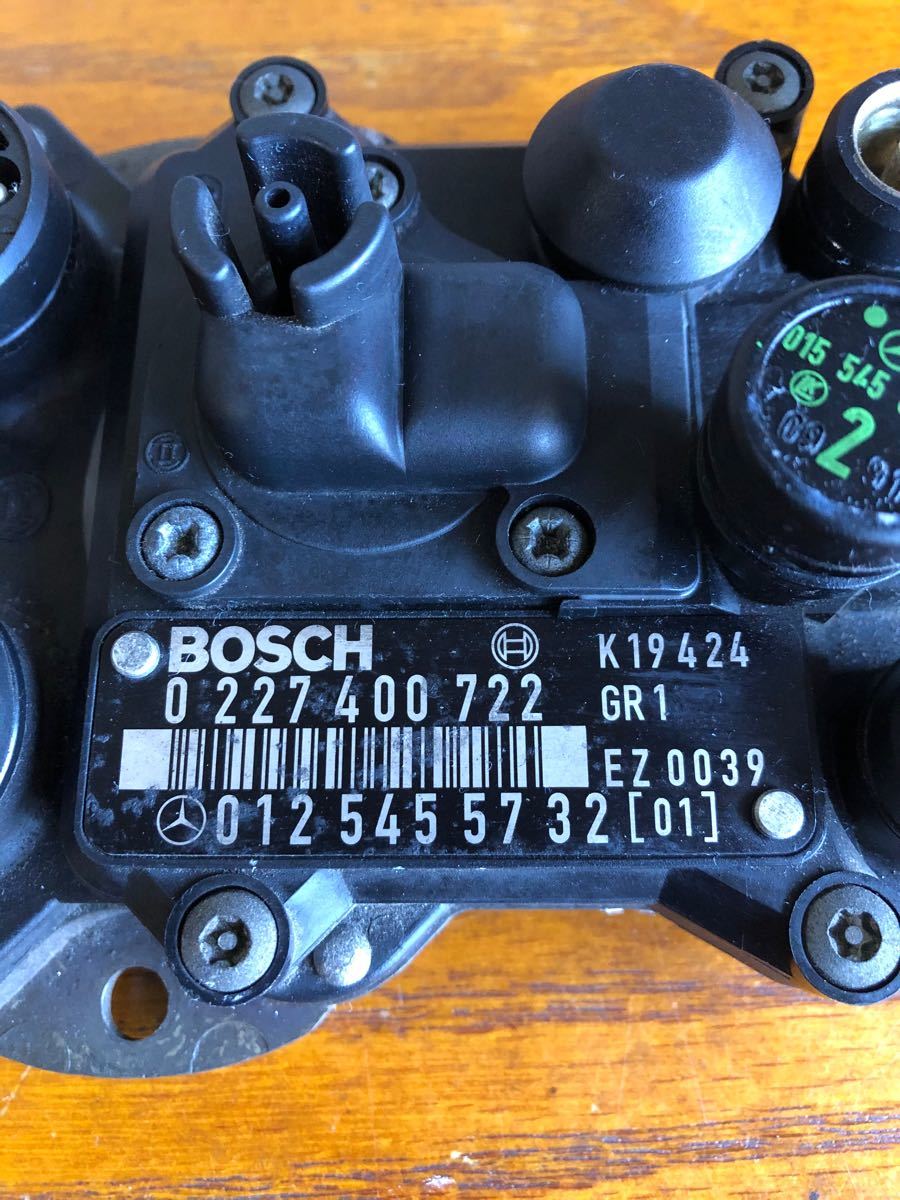 015 545
2
BOSCH
K19424
0 227 400 722
GR1
EZ 0039
012 545 57 32 [01]